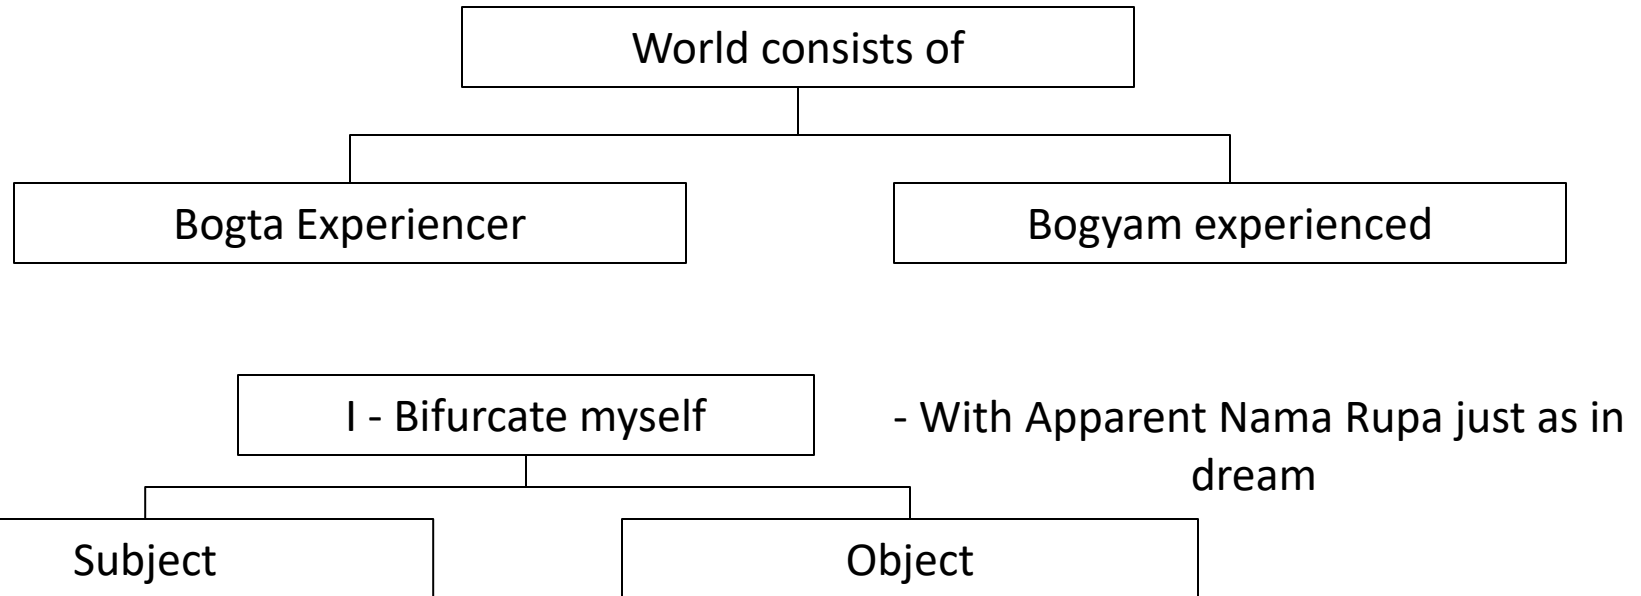 World consists of
Bogta Experiencer
Bogyam experienced
I - Bifurcate myself
- With Apparent Nama Rupa just as in
dream
Subject
Object